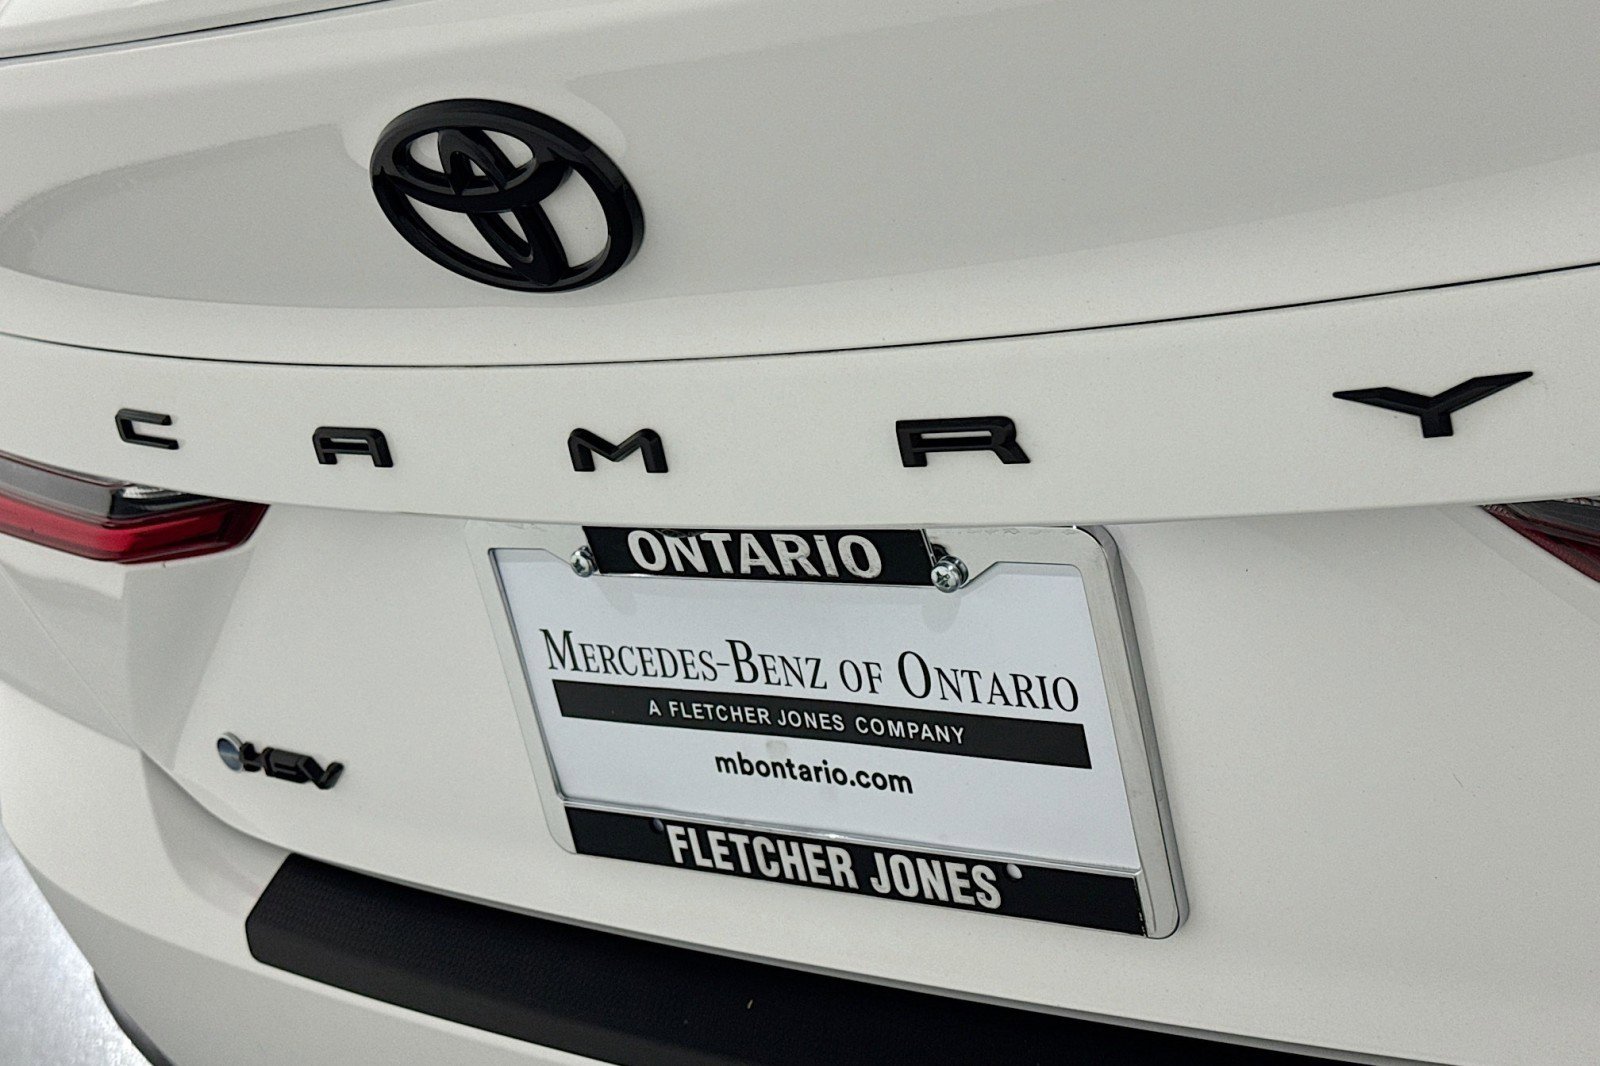 CAMRY
ONTARIO
MERCEDES-BENZ OF ONTARIO
A FLETCHER JONES COMPANY
mbontario.com
HEV
FLETCHER JONES